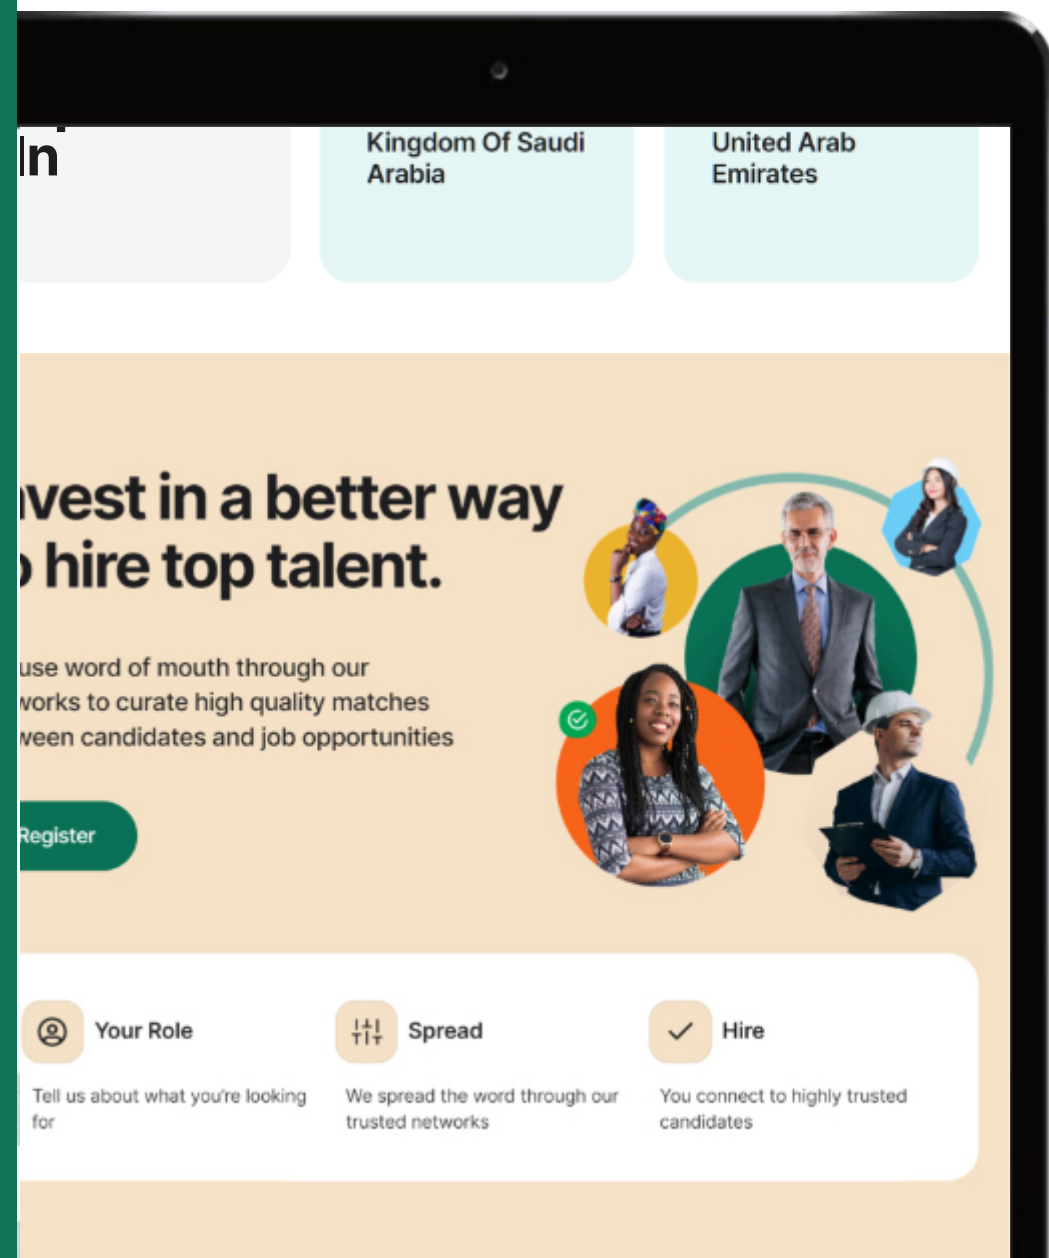 In
Kingdom Of Saudi
Arabia
United Arab
Emirates
nvest in a better way
o hire top talent.
use word of mouth through our
works to curate high quality matches
ween candidates and job opportunities
Register
Your Role
Tell us about what you're looking
for
Spread
We spread the word through our
trusted networks
Hire
You connect to highly trusted
candidates